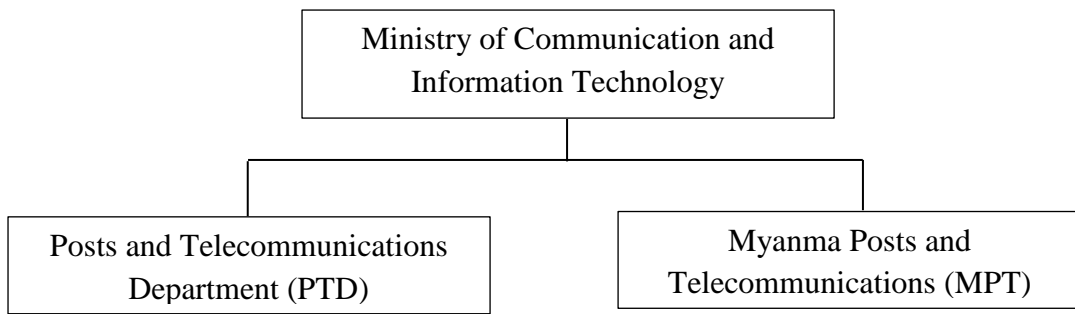 Ministry of Communication and
Information Technology
Posts and Telecommunications
Department (PTD)
Myanma Posts and
Telecommunications (MPT)